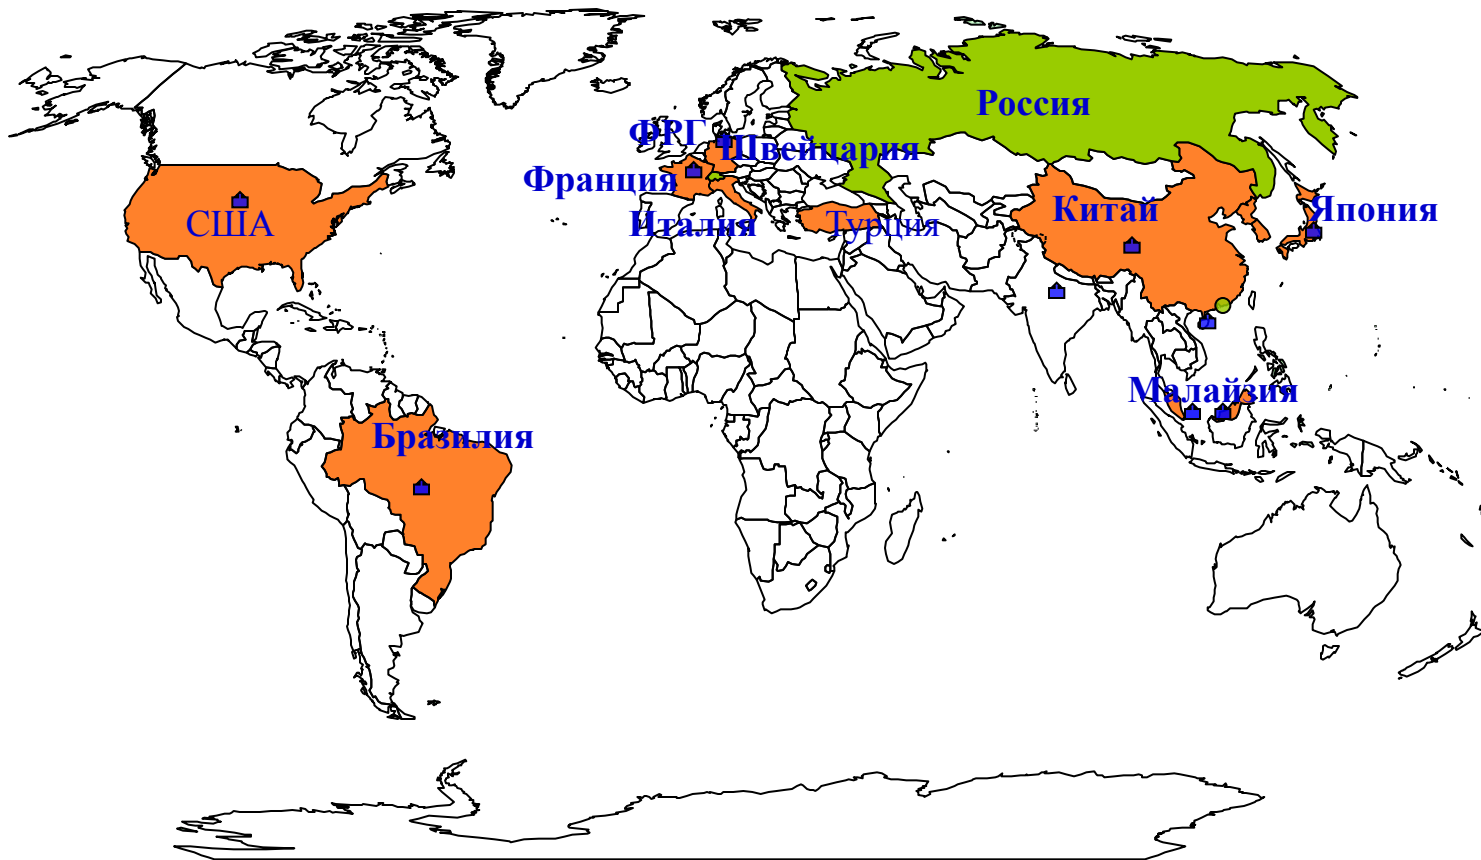 Россия
ФРГ
Швейцария
Франция
Италия
Турция
США
Китай
Япония
Малайзия
Бразилия